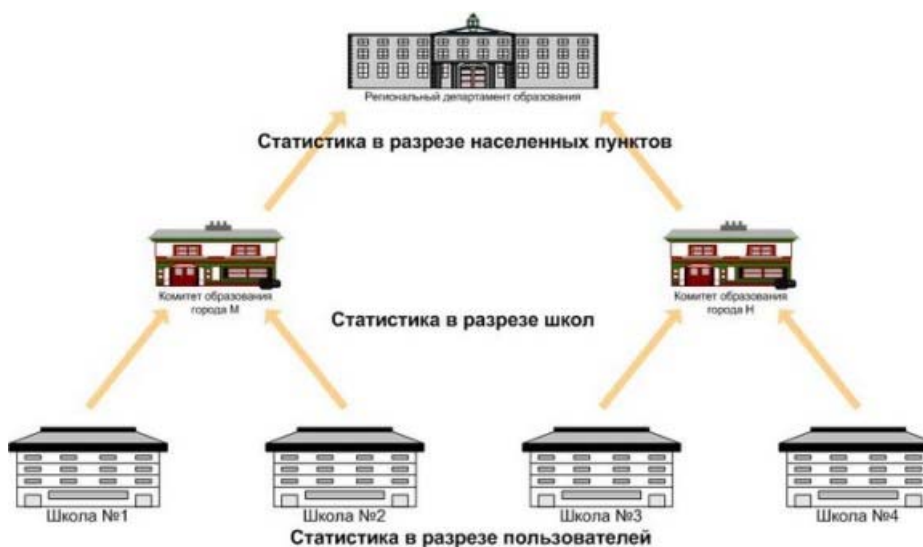 Региональный департамент образования
Статистика в разрезе населенных пунктов
Комитет образования
города М
Комитет образования
города Н
Статистика в разрезе школ
Школа №1
Школа №2
Школа №3
Школа №4
Статистика в разрезе пользователей